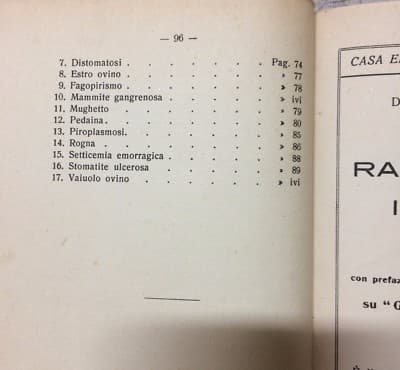 — 96 —
7. Distomatosi . . . . . . . Pag. 74
8. Estro ovino . . . . . . . » 77
9. Fagopirismo . . . . . . . » 78
10. Mammite gangrenosa . . . . . » ivi
11. Mughetto . . . . . . . » 79
12. Pedaina . . . . . . . . » 80
13. Piroplasmosi . . . . . . . » 85
14. Rogna . . . . . . . . » 86
15. Setticemia emorragica . . . . . » 88
16. Stomatite ulcerosa . . . . . » 89
17. Vaiuolo ovino . . . . . . » ivi
CASA
D
RA
I
con
su "G